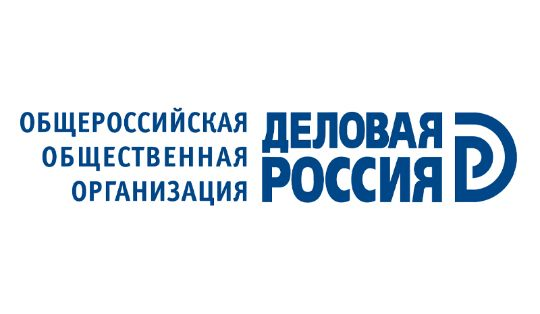 ОБЩЕРОССИЙСКАЯ
ОБЩЕСТВЕННАЯ
ОРГАНИЗАЦИЯ
ДЕЛОВАЯ
РОССИЯ